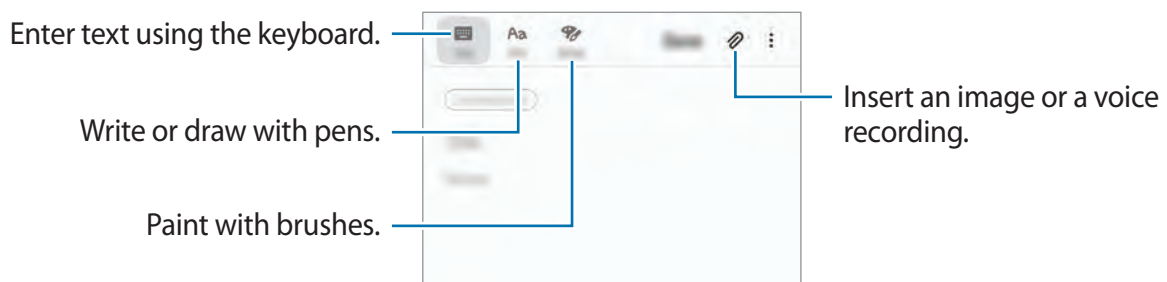 Enter text using the keyboard.
Aa
Write or draw with pens.
Paint with brushes.
Insert an image or a voice
recording.